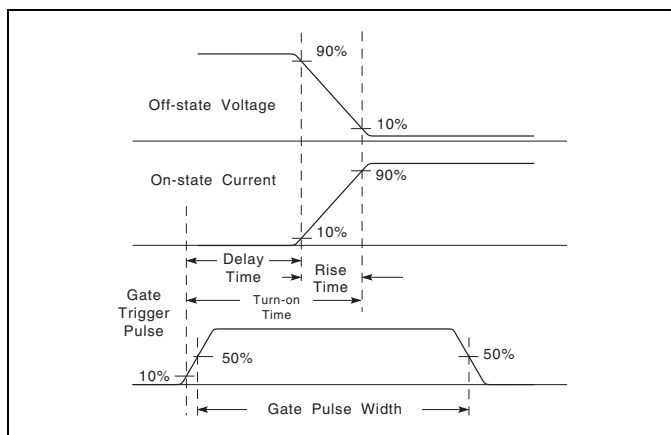 90%
Off-state Voltage
10%
On-state Current
90%
10%
Delay
Time
Rise
Time
Turn-on
Time
Gate
Trigger
Pulse
50%
50%
10%
Gate Pulse Width